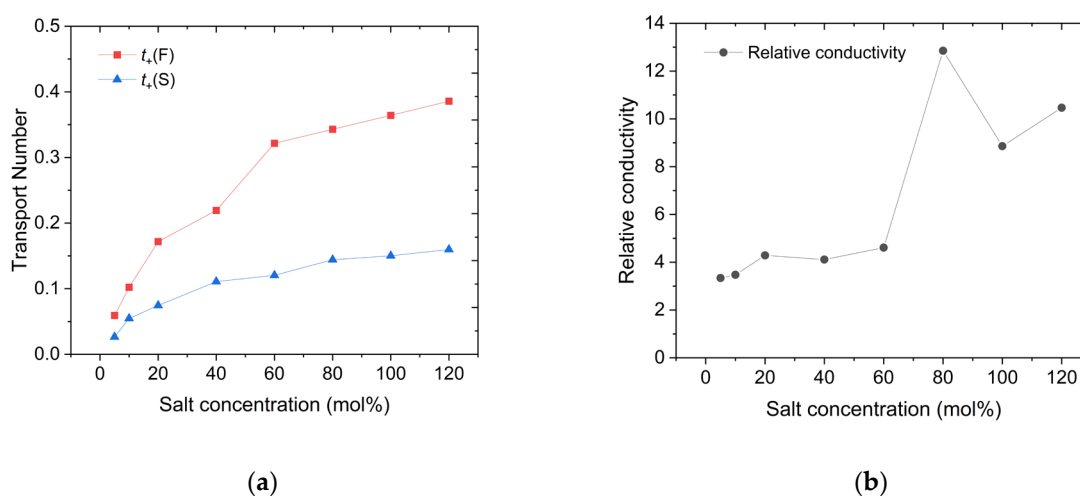 0.5
0.4
0.3
0.2
0.1
0.0
Transport Number
t+(F)
t+(S)
0 20 40 60 80 100 120
Salt concentration (mol%)
(a)
14
12
10
8
6
4
2
0
Relative conductivity
Relative conductivity
0 20 40 60 80 100 120
Salt concentration (mol%)
(b)